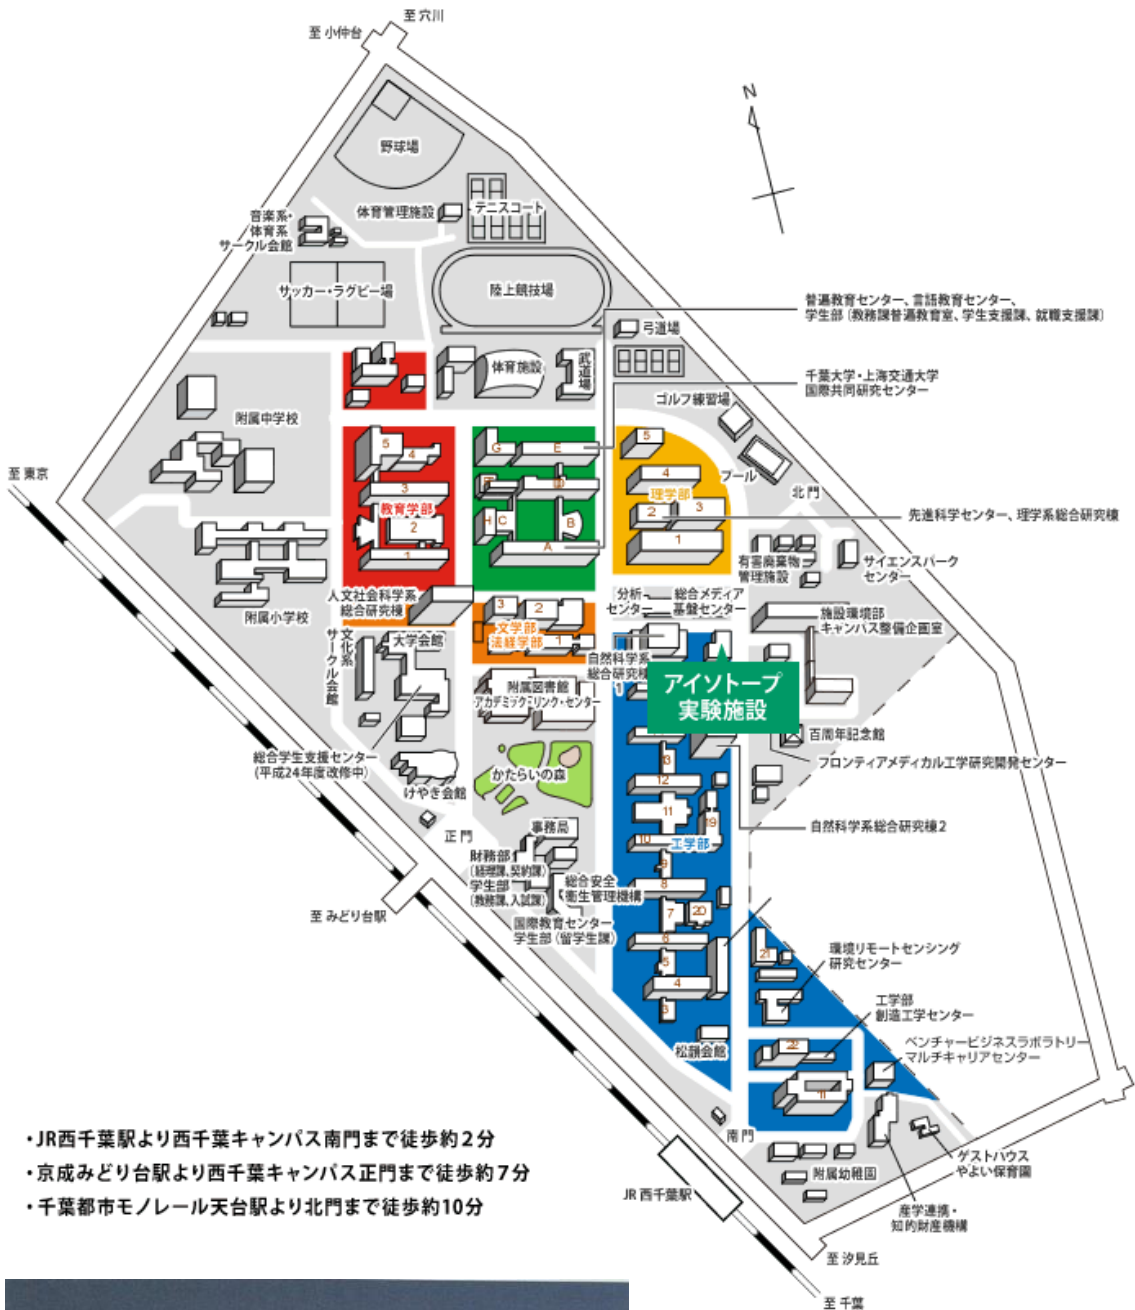 至 穴川
至 小仲台
N
野球場
体育管理施設
テニスコート
音楽系・
体育系
サークル会館
サッカー・ラグビー場
陸上競技場
普遍教育センター、言語教育センター、
学生部(教務課普遍教育室、学生支援課、就職支援課)
弓道場
体育施設
武道場
千葉大学・上海交通大学
国際共同研究センター
ゴルフ練習場
附属中学校
至 東京
5
4
3
教育学部
2
1
G
E
D
H
C
B
A
5
4
理学部
2
3
1
プール
北門
先進科学センター、理学系総合研究棟
有害廃棄物
管理施設
サイエンスパーク
センター
附属小学校
人文社会科学系
総合研究棟
3
2
文学部
法経学部
1
分析
センター
総合メディア
基盤センター
施設環境部
キャンパス整備企画室
文化系
サークル会館
大学会館
自然科学系
総合研究棟
1
アイソトープ
実験施設
附属図書館
アカデミック・リンク・センター
百周年記念館
フロンティアメディカル工学研究開発センター
総合学生支援センター
(平成24年度改修中)
けやき会館
かたらいの森
13
12
11
19
10
工学部
自然科学系総合研究棟2
正門
事務局
財務部
(経理課、契約課)
学生部
(教務課、入試課)
9
8
総合安全
衛生管理機構
7
20
至 みどり台駅
国際教育センター
学生部(留学生課)
6
5
4
3
21
環境リモートセンシング
研究センター
工学部
創造工学センター
松韻会館
22
ベンチャービジネスラボラトリー
マルチキャリアセンター
11
南門
附属幼稚園
ゲストハウス
やよい保育園
JR 西千葉駅
産学連携・
知的財産機構
至 汐見丘
至 千葉
・JR西千葉駅より西千葉キャンパス南門まで徒歩約2分
・京成みどり台駅より西千葉キャンパス正門まで徒歩約7分
・千葉都市モノレール天台駅より北門まで徒歩約10分